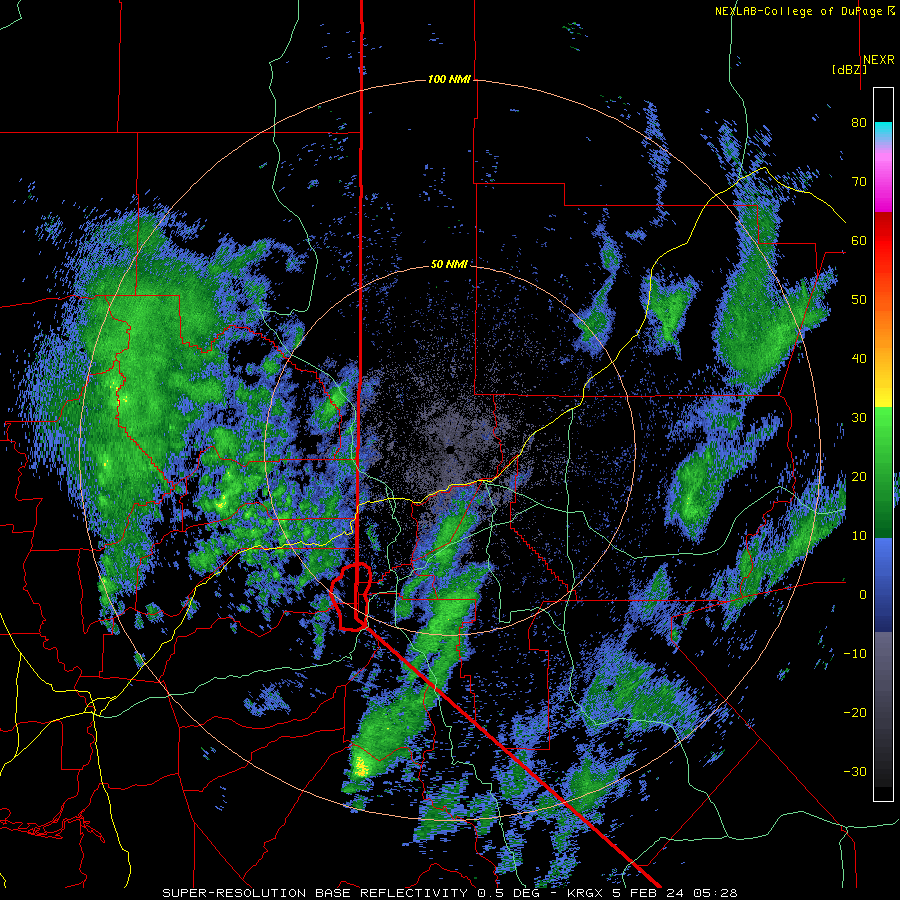 NEXLAB-College of DuPage
NEXR
[dBZ]
100 NMI
80
70
60
50 NMI
50
40
30
20
10
0
-10
-20
-30
SUPER-RESOLUTION BASE REFLECTIVITY 0.5 DEG - KRGX 5 FEB 24 05:28